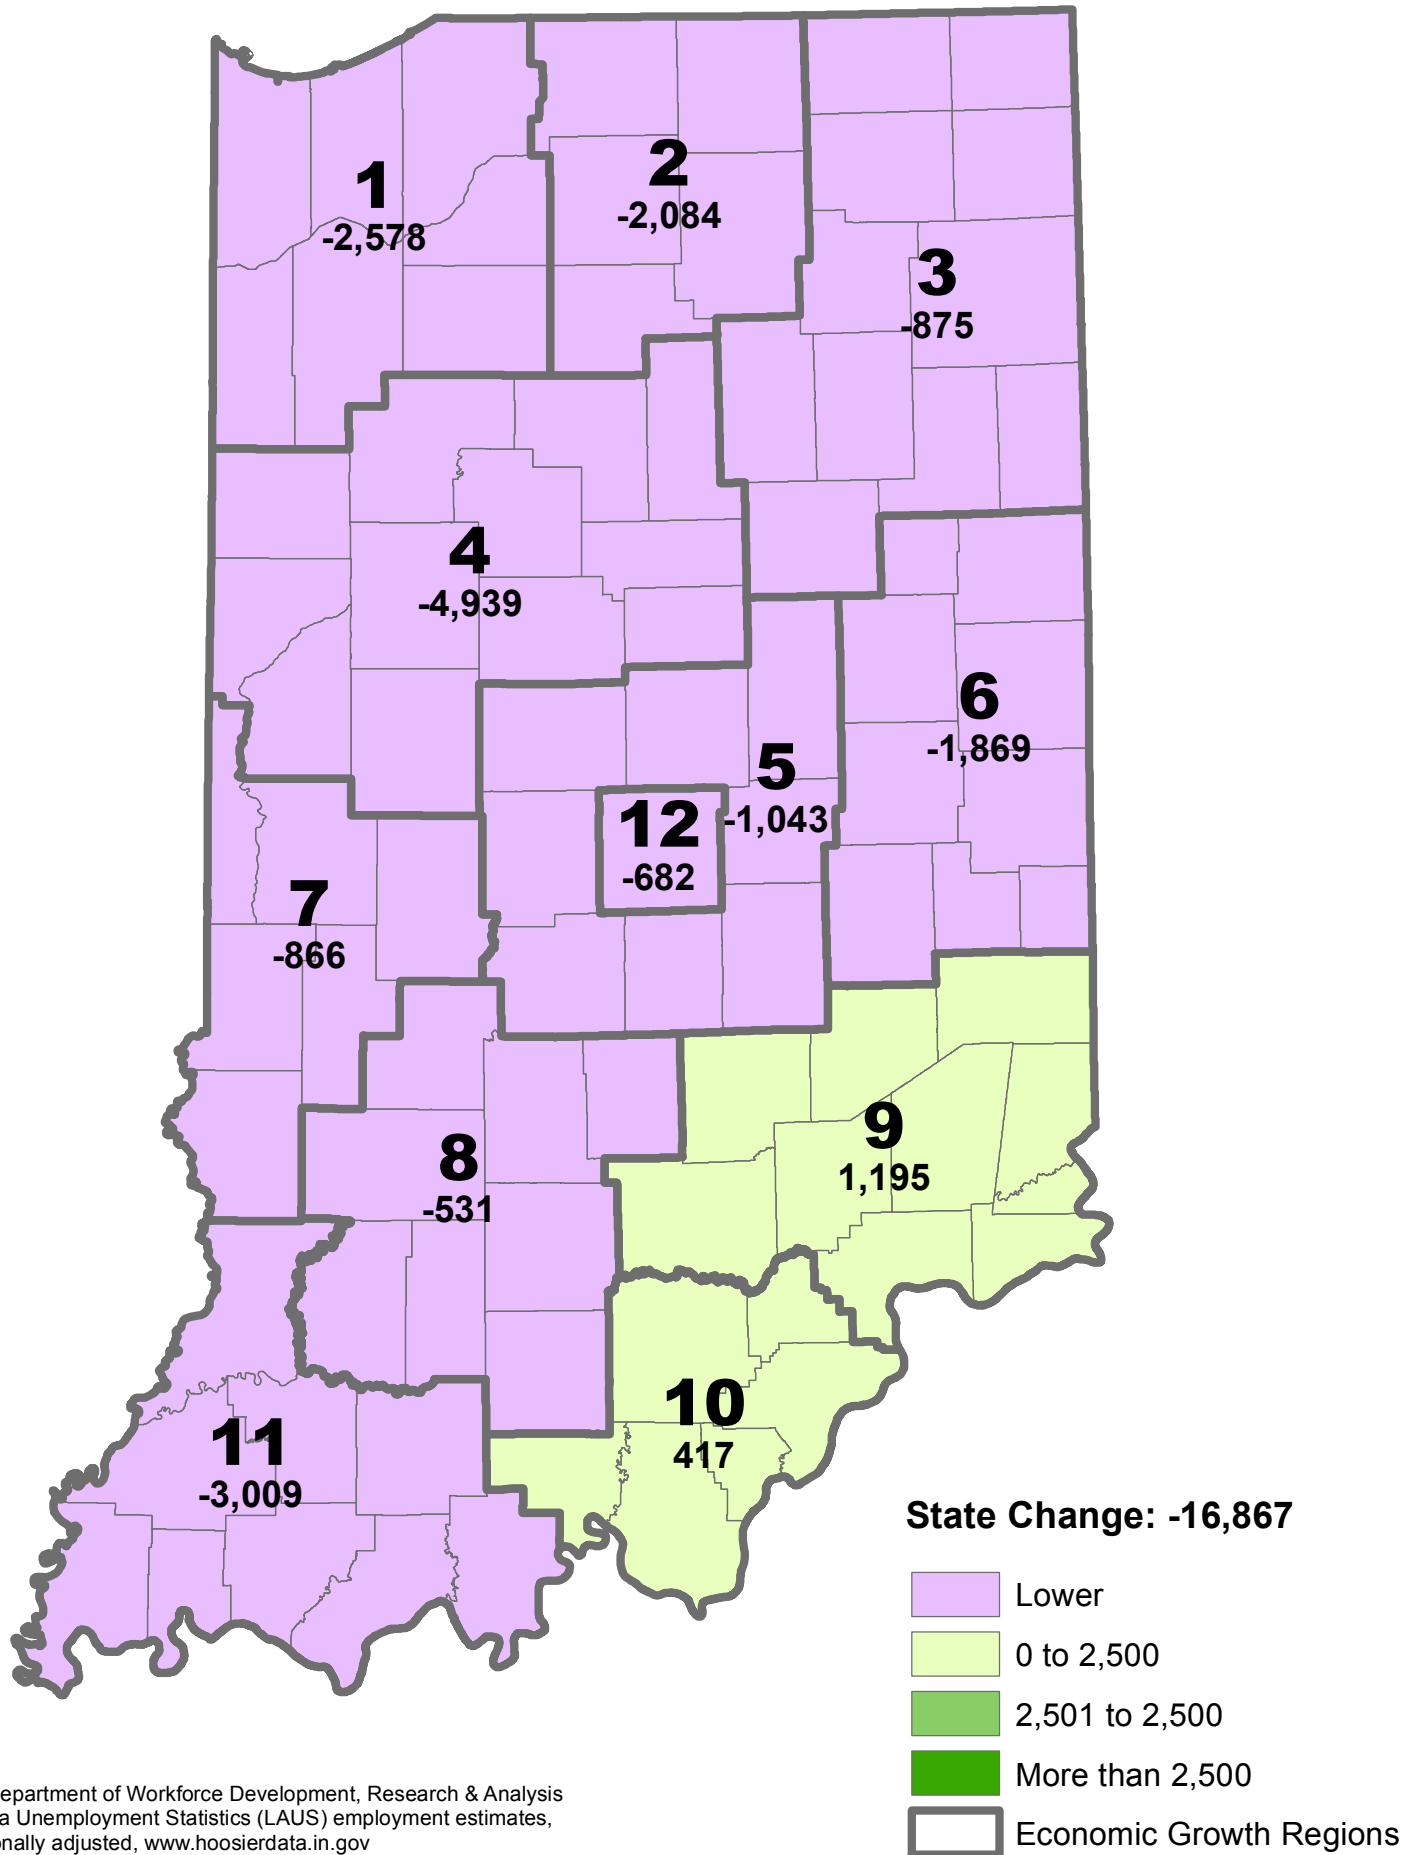 1
-2,578
2
-2,084
3
-875
4
-4,939
5
-1,043
6
-1,869
7
-866
8
-531
9
1,195
10
417
11
-3,009
12
-682
State Change: -16,867
Lower
0 to 2,500
2,501 to 2,500
More than 2,500
Economic Growth Regions
epartment of Workforce Development, Research & Analysis
a Unemployment Statistics (LAUS) employment estimates,
onally adjusted, www.hoosierdata.in.gov